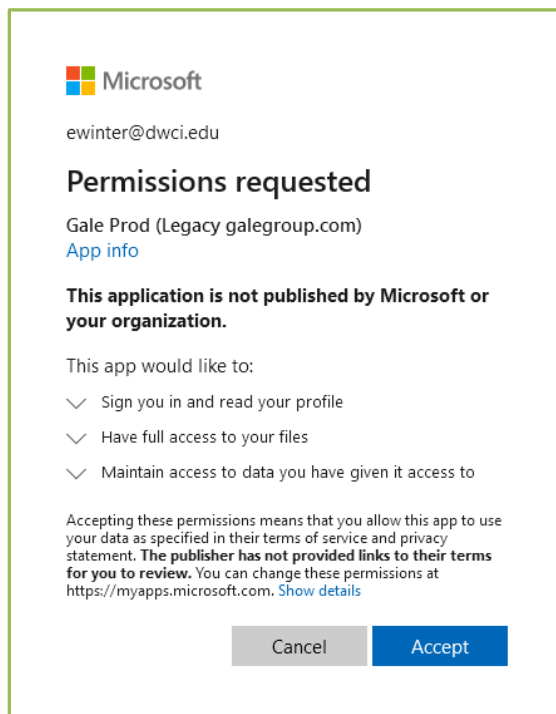 Microsoft
ewinter@dwci.edu
Permissions requested
Gale Prod (Legacy galegroup.com)
App info
This application is not published by Microsoft or
your organization.
This app would like to:
Sign you in and read your profile
Have full access to your files
Maintain access to data you have given it access to
Accepting these permissions means that you allow this app to use
your data as specified in their terms of service and privacy
statement. The publisher has not provided links to their terms
for you to review. You can change these permissions at
https://myapps.microsoft.com. Show details
Cancel Accept